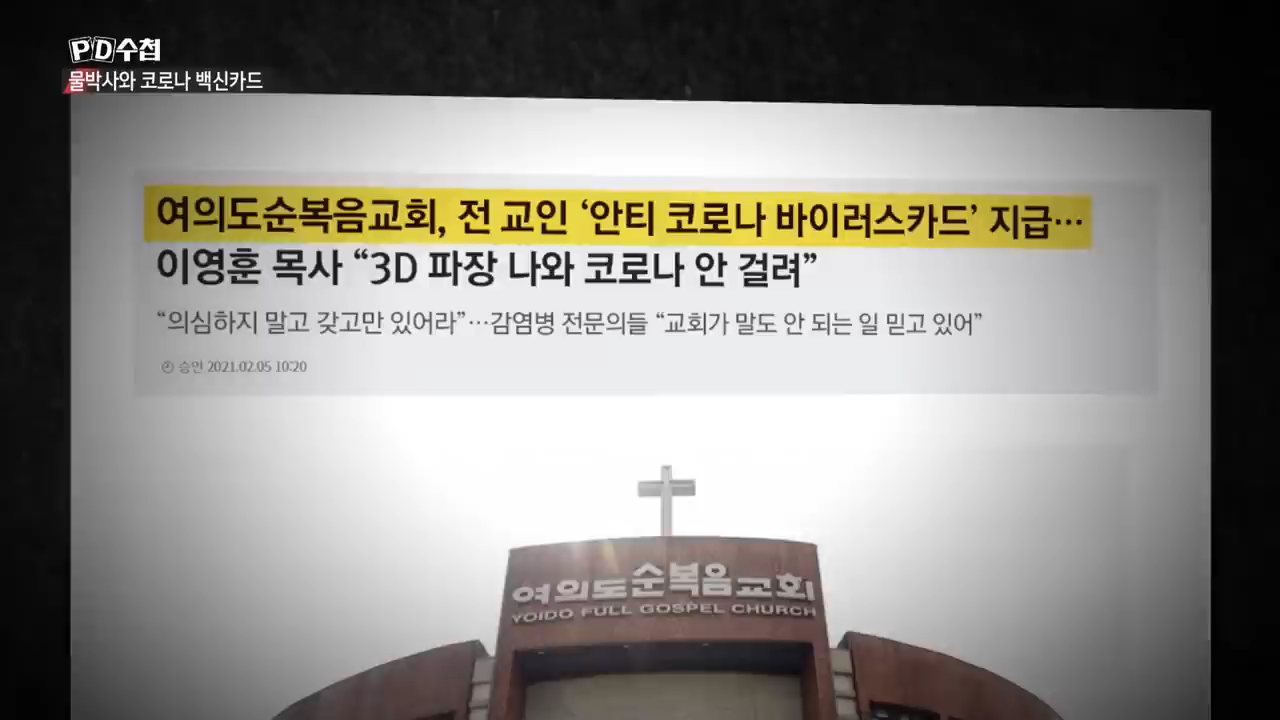 PD수첩
물박사와 코로나 백신카드
여의도순복음교회, 전 교인 ‘안티 코로나 바이러스카드’ 지급…
이영훈 목사 “3D 파장 나와 코로나 안 걸려”
“의심하지 말고 갖고만 있어라”…감염병 전문의들 “교회가 말도 안 되는 일 믿고 있어”
승인 2021.02.05 10:20
여의도순복음교회
YOIDO FULL GOSPEL CHURCH